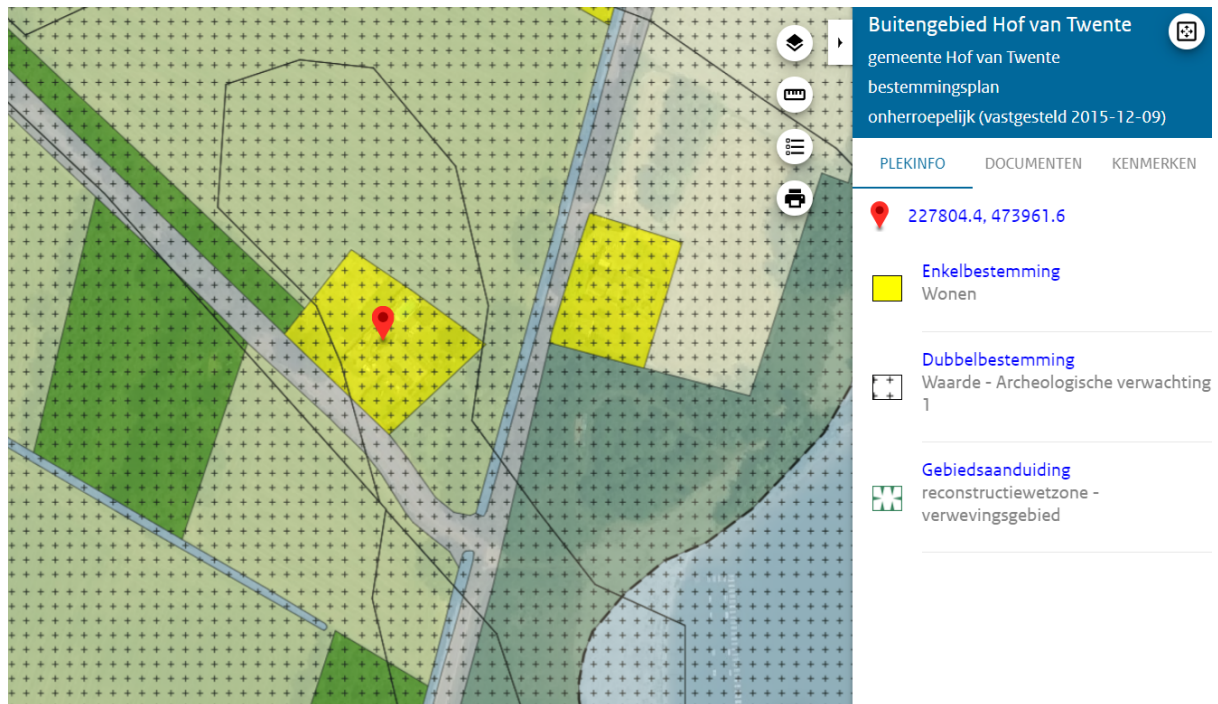 Buitengebied Hof van Twente
gemeente Hof van Twente
bestemmingsplan
onherroepelijk (vastgesteld 2015-12-09)
PLEKINFO DOCUMENTEN KENMERKEN
227804.4, 473961.6
Enkelbestemming
Wonen
Dubbelbestemming
Waarde - Archeologische verwachting
1
Gebiedsaanduiding
reconstructiewetzone -
verwevingsgebied